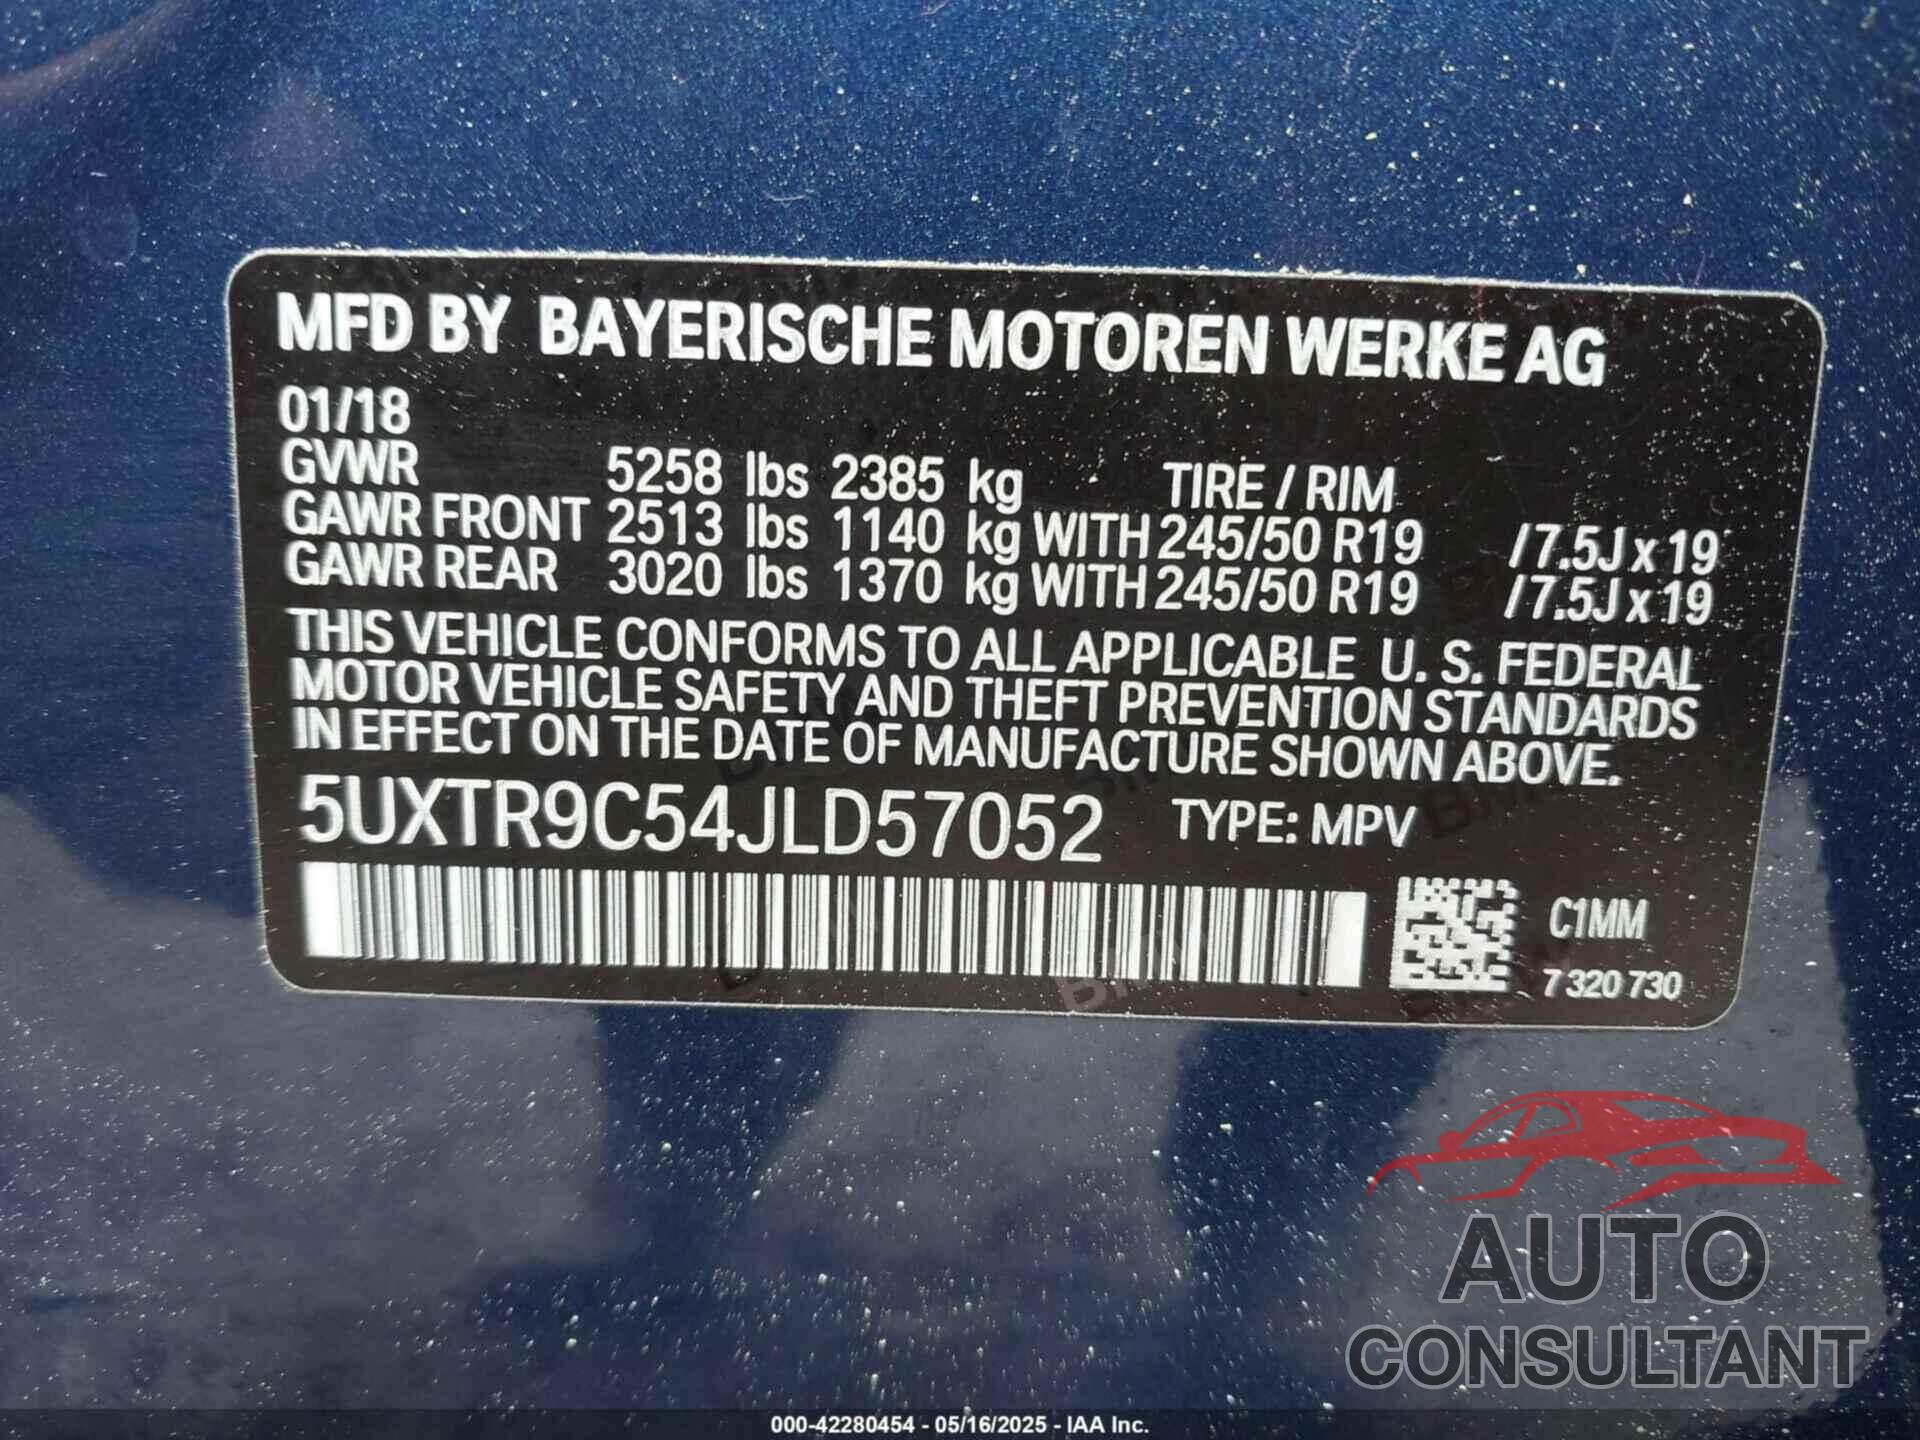 MFD BY BAYERISCHE MOTOREN WERKE AG
01/18
GVWR 5258 lbs 2385 kg TIRE / RIM
GAWR FRONT 2513 lbs 1140 kg WITH 245/50 R19 /7.5J x 19
GAWR REAR 3020 lbs 1370 kg WITH 245/50 R19 /7.5J x 19
THIS VEHICLE CONFORMS TO ALL APPLICABLE U. S. FEDERAL
MOTOR VEHICLE SAFETY AND THEFT PREVENTION STANDARDS
IN EFFECT ON THE DATE OF MANUFACTURE SHOWN ABOVE.
5UXTR9C54JLD57052 TYPE: MPV
C1MM
7 320 730
AUTO
CONSULTANT
000-42280454 - 05/16/2025 - IAA Inc.